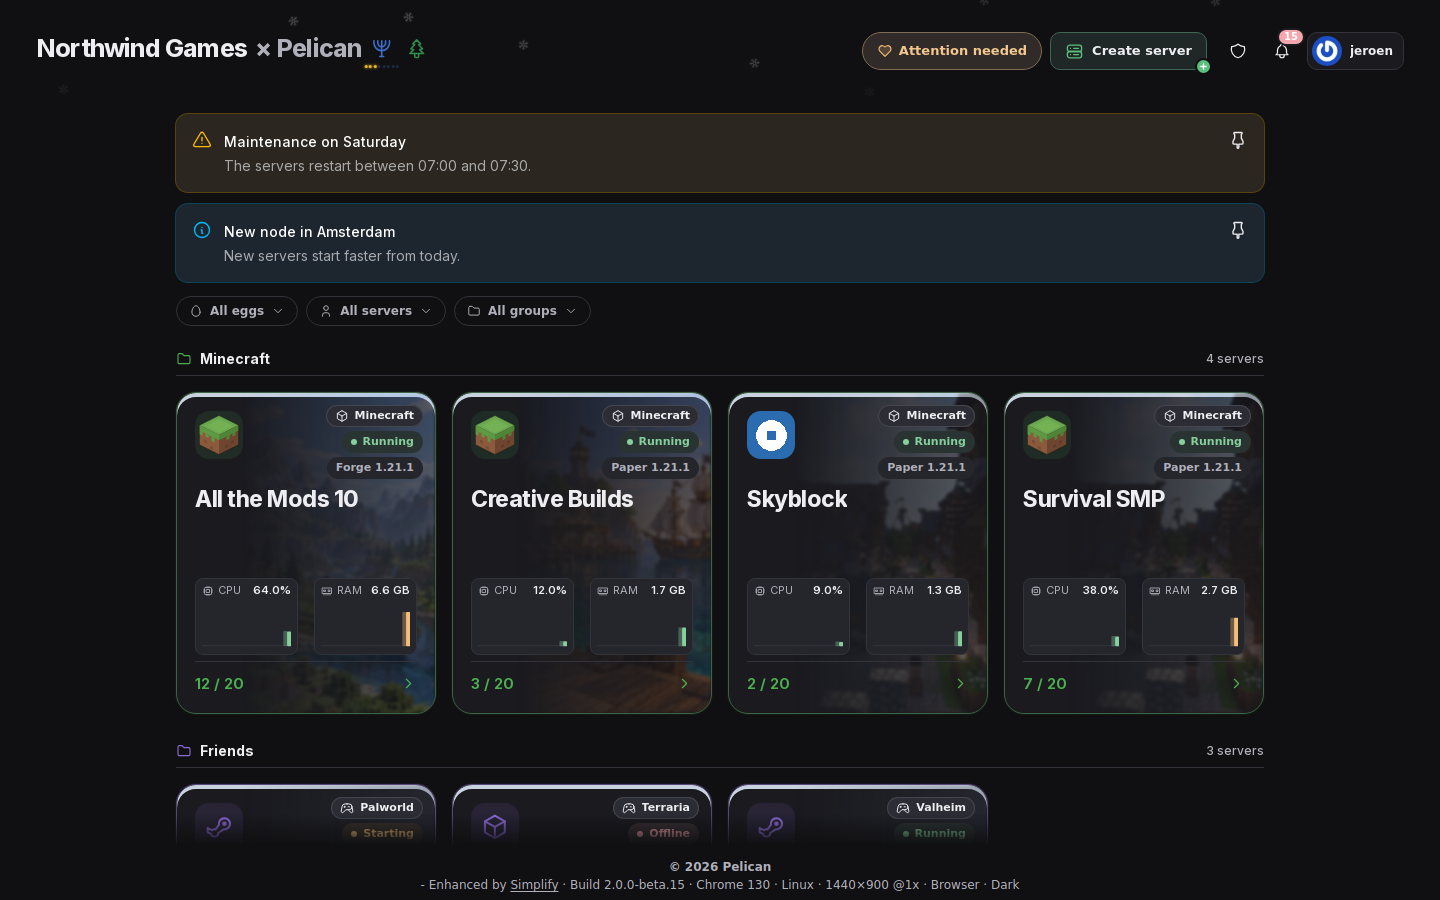 Northwind Games × Pelican
Attention needed
Create server
15
jeroen
Maintenance on Saturday
The servers restart between 07:00 and 07:30.
New node in Amsterdam
New servers start faster from today.
All eggs
All servers
All groups
Minecraft
4 servers
Minecraft
Running
Forge 1.21.1
All the Mods 10
CPU 64.0%
RAM 6.6 GB
12 / 20
Minecraft
Running
Paper 1.21.1
Creative Builds
CPU 12.0%
RAM 1.7 GB
3 / 20
Minecraft
Running
Paper 1.21.1
Skyblock
CPU 9.0%
RAM 1.3 GB
2 / 20
Minecraft
Running
Paper 1.21.1
Survival SMP
CPU 38.0%
RAM 2.7 GB
7 / 20
Friends
3 servers
Palworld
Starting
Terraria
Offline
Valheim
Running
© 2026 Pelican
- Enhanced by Simplify · Build 2.0.0-beta.15 · Chrome 130 · Linux · 1440×900 @1x · Browser · Dark